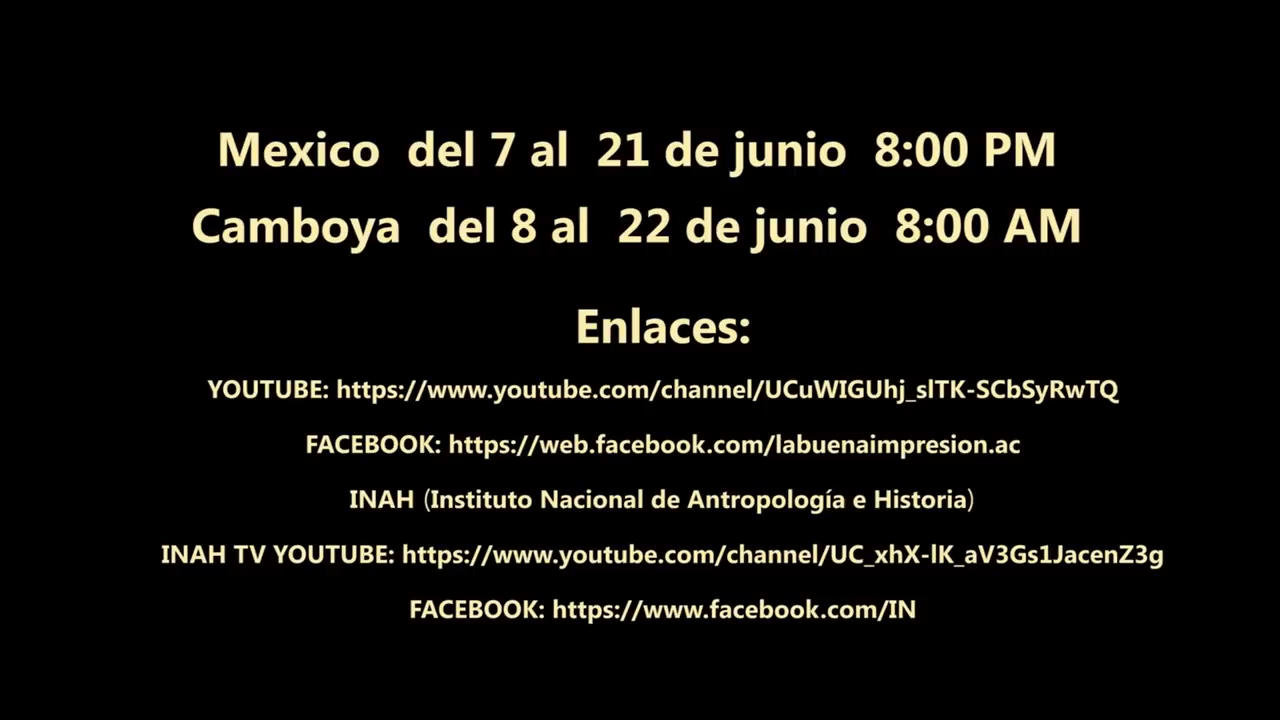 Mexico del 7 al 21 de junio 8:00 PM
Camboya del 8 al 22 de junio 8:00 AM
Enlaces:
YOUTUBE: https://www.youtube.com/channel/UCuWIGUhj_slTK-SCbSyRwTQ
FACEBOOK: https://web.facebook.com/labuenaimpresion.ac
INAH (Instituto Nacional de Antropología e Historia)
INAH TV YOUTUBE: https://www.youtube.com/channel/UC_xhX-lK_aV3Gs1JacenZ3g
FACEBOOK: https://www.facebook.com/IN